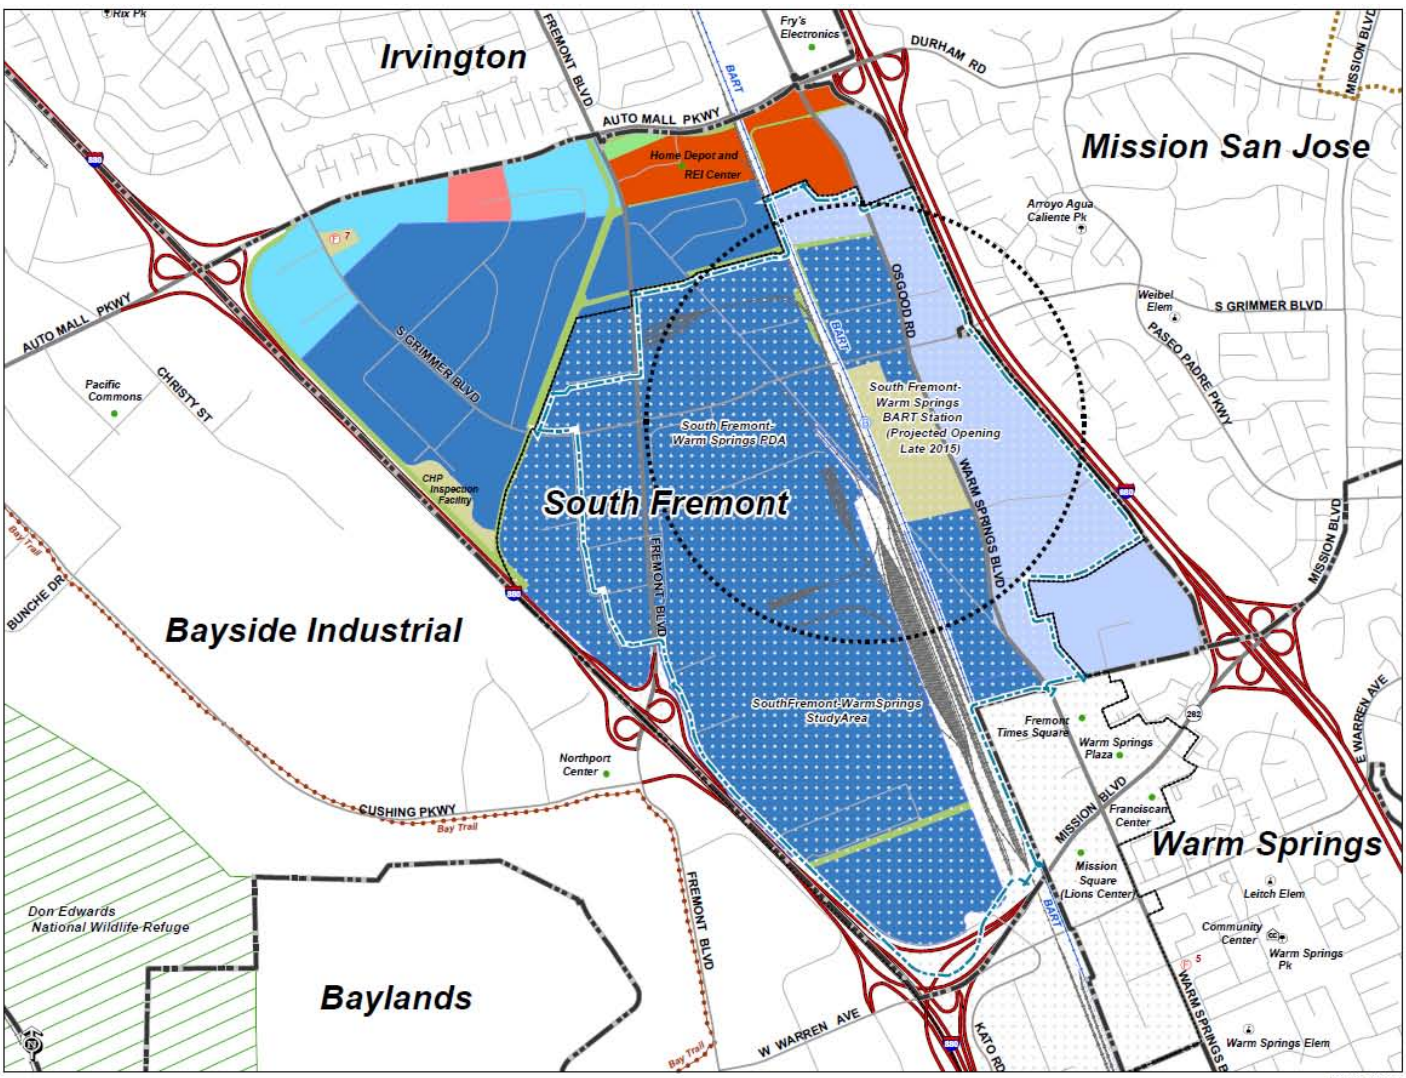 Rix Pk
Irvington
FREMONT BLVD
BART
Fry's
Electronics
DURHAM RD
MISSION BLVD
AUTO MALL PKWY
880
Home Depot and
REI Center
Mission San Jose
Arroyo Agua
Caliente Pk
F 7
AUTO MALL PKWY
S GRIMMER BLVD
OSGOOD RD
BART
Weibel
Elem
S GRIMMER BLVD
PASEO PADRE PKWY
Pacific
Commons
CHRISTY ST
South Fremont-
Warm Springs PDA
South Fremont-
Warm Springs
BART Station
(Projected Opening
Late 2015)
CHP
Inspection
Facility
South Fremont
WARM SPRINGS BLVD
680
MISSION BLVD
Bay Trail
BUNCHE DR
880
FREMONT BLVD
Bayside Industrial
SouthFremont-WarmSprings
StudyArea
Fremont
Times Square
262
E WARREN AVE
Warm Springs
Plaza
Northport
Center
CUSHING PKWY
Bay Trail
MISSION BLVD
Franciscan
Center
Warm Springs
Mission
Square
(Lions Center)
Leitch Elem
Don Edwards
National Wildlife Refuge
FREMONT BLVD
BART
Community
Center
CC
Warm Springs
Pk
F 5
Baylands
WARM SPRINGS B
W WARREN AVE
KATO RD
880
Bay Trail
Warm Springs Elem